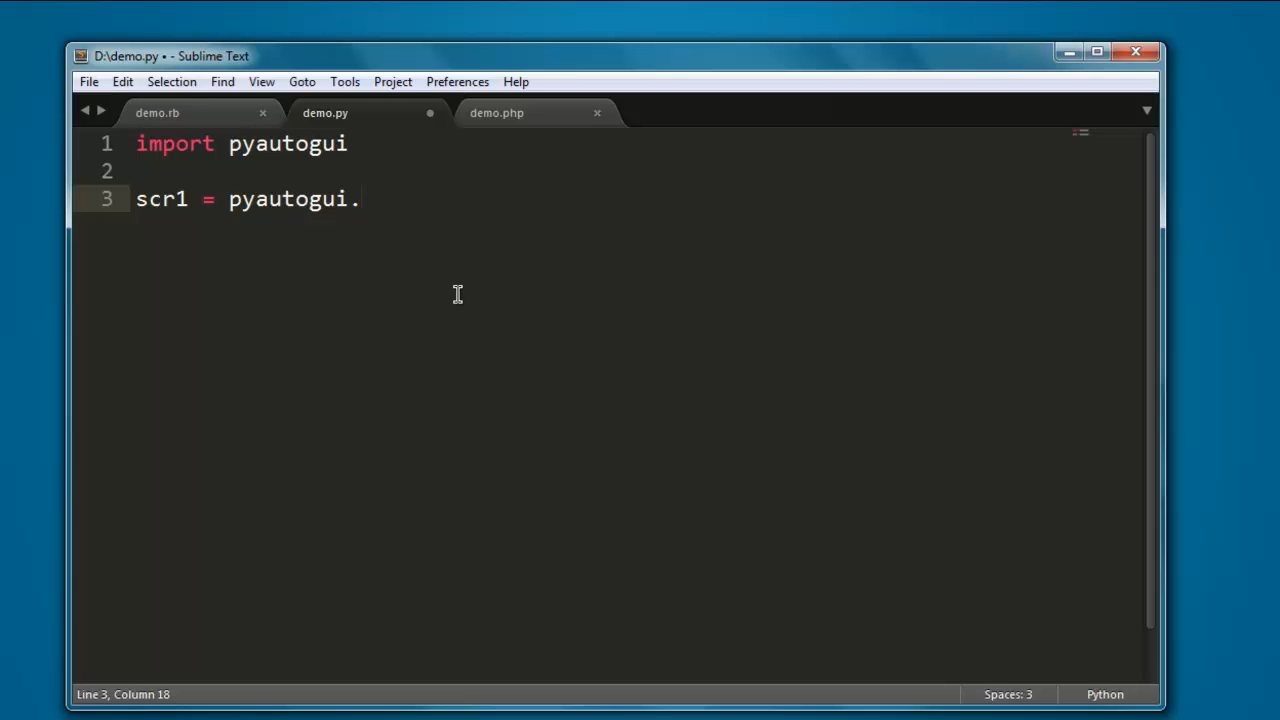 D:\demo.py • - Sublime Text
File Edit Selection Find View Goto Tools Project Preferences Help
demo.rb demo.py demo.php
1 import pyautogui
2
3 scr1 = pyautogui.
Line 3, Column 18 Spaces: 3 Python